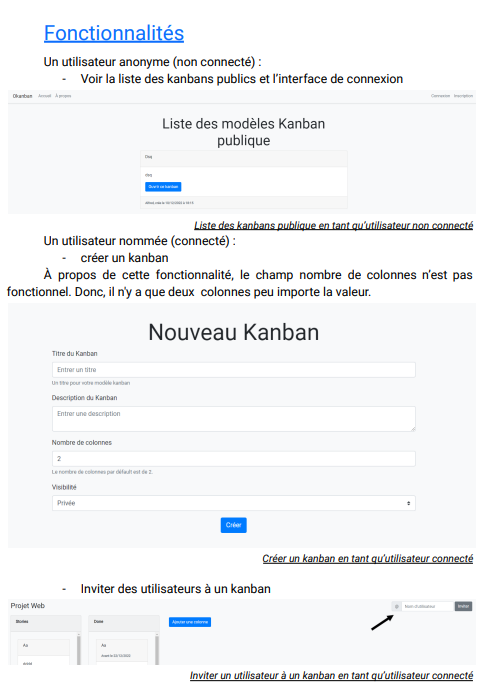 Fonctionnalités
Un utilisateur anonyme (non connecté) :
- Voir la liste des kanbans publics et l'interface de connexion
Okanban Accueil À propos Connexion Inscription
Liste des modèles Kanban
publique
Ouvrir ce kanban
Liste des kanbans publique en tant qu'utilisateur non connecté
Un utilisateur nommée (connecté) :
- créer un kanban
À propos de cette fonctionnalité, le champ nombre de colonnes n'est pas
fonctionnel. Donc, il n'y a que deux colonnes peu importe la valeur.
Nouveau Kanban
Titre du Kanban
Entrer un titre
Un titre pour votre modèle kanban
Description du Kanban
Entrer une description
Nombre de colonnes
2
Le nombre de colonnes par défault est de 2.
Visibilité
Privée
Créer
Créer un kanban en tant qu'utilisateur connecté
- Inviter des utilisateurs à un kanban
Projet Web
@ Nom d'utilisateur Inviter
Stories Done Ajouter une colonne
Aa Aa
Inviter un utilisateur à un kanban en tant qu'utilisateur connecté